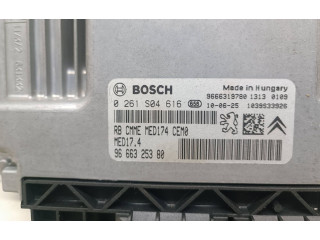 BOSCH
Made in Hungary
9666319780 1313 0109
0 261 S04 616
10-06-25 1039S33926
RB CMME MED174 CEM0
MED17.4
96 663 253 80